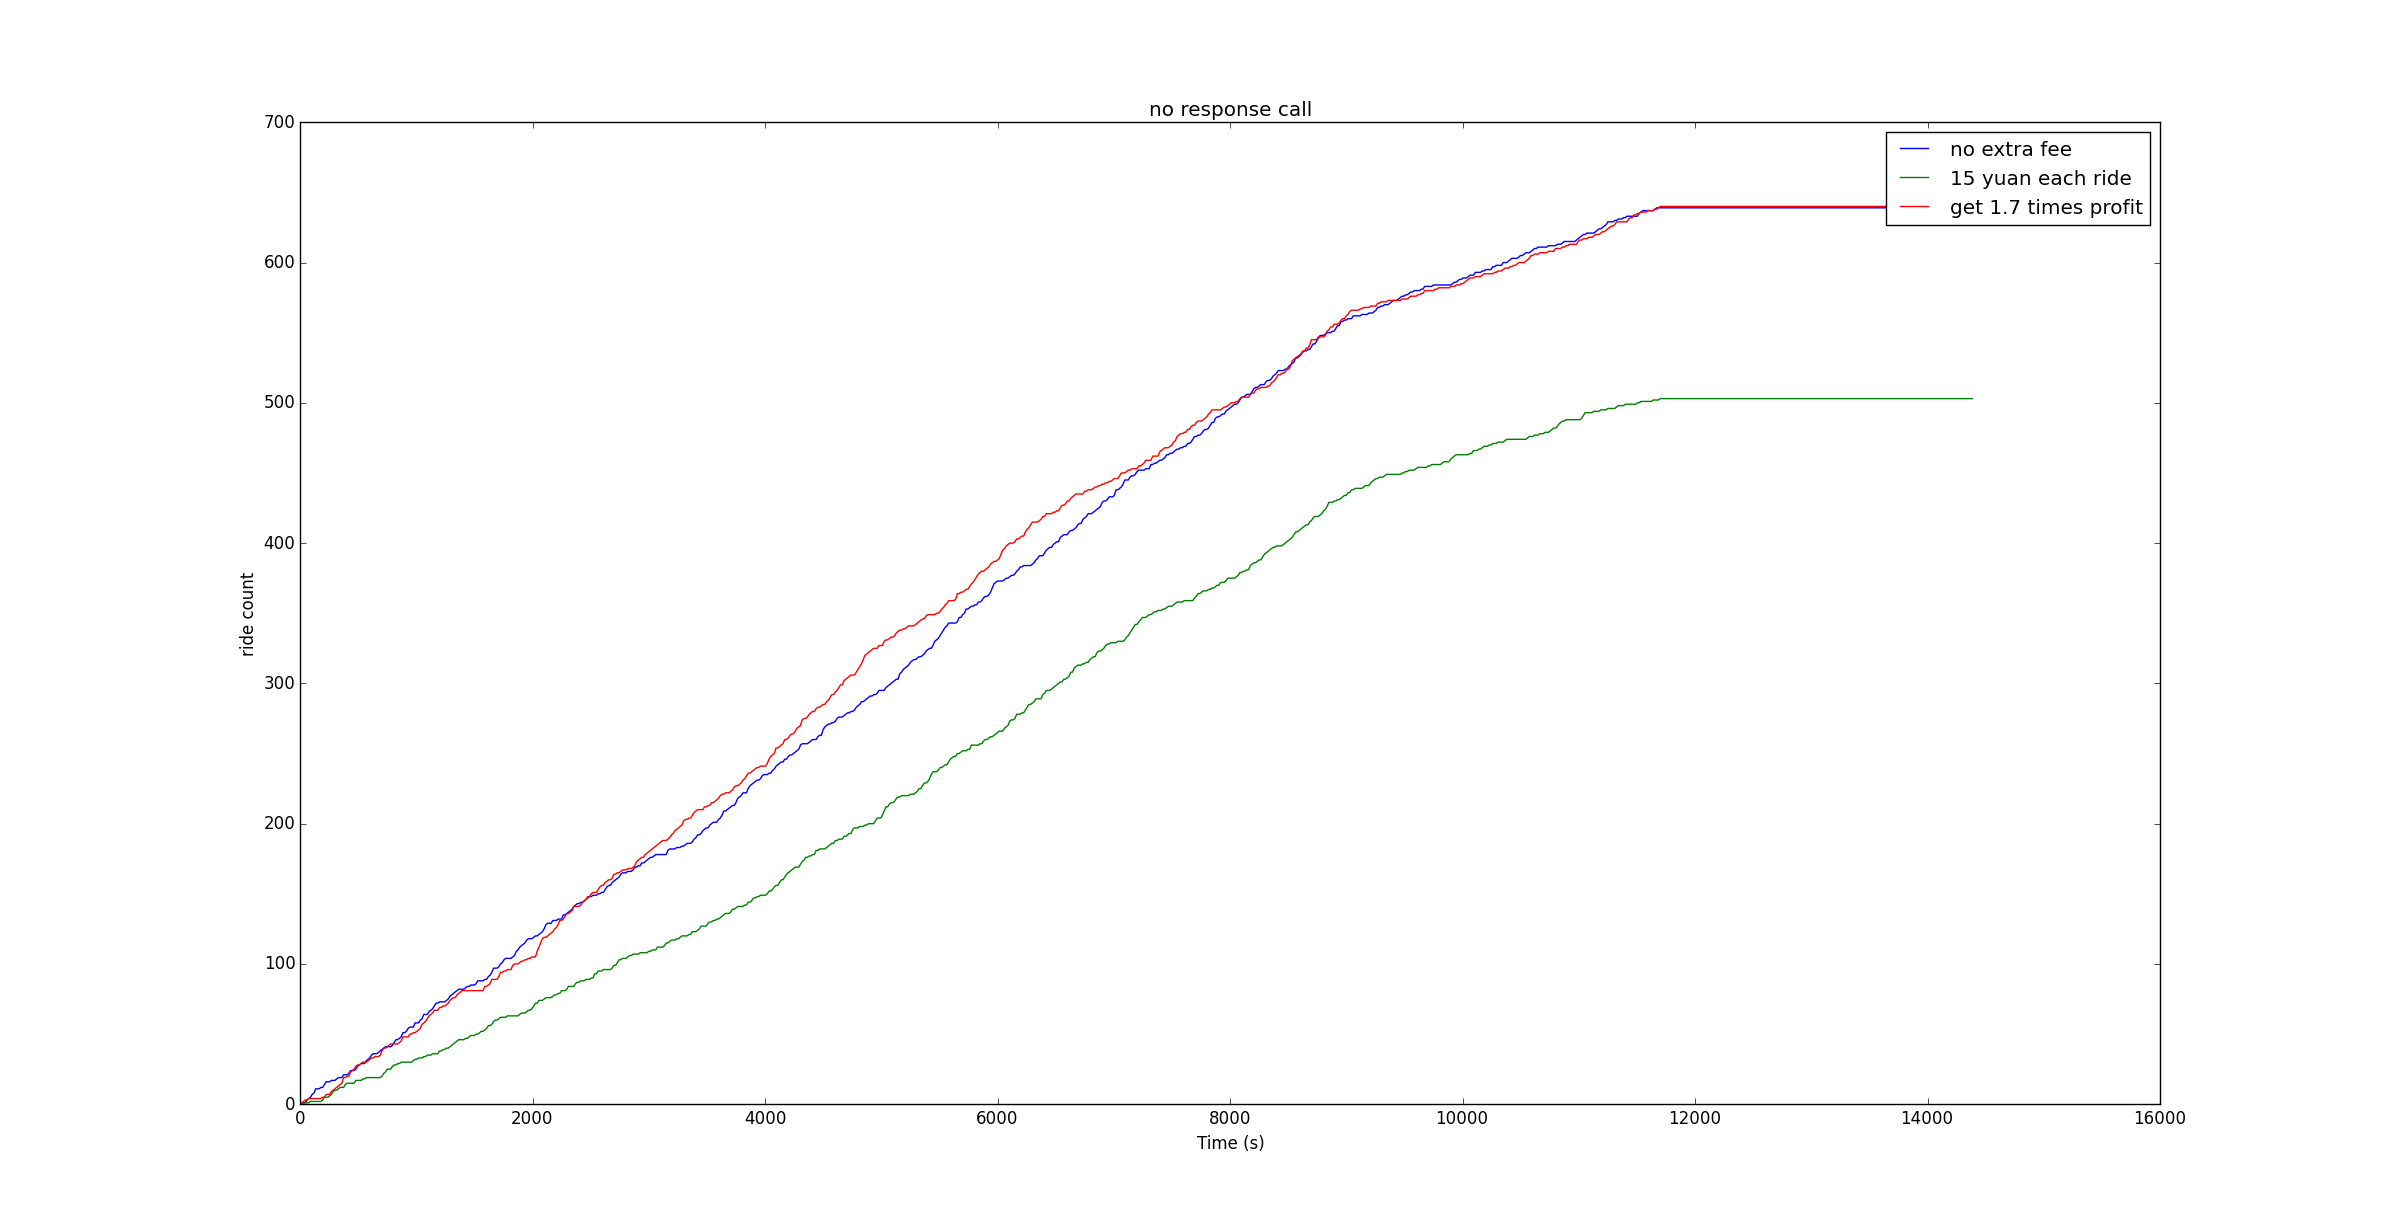 no response call
700
600
500
400
300
200
100
0
ride count
no extra fee
15 yuan each ride
get 1.7 times profit
0 2000 4000 6000 8000 10000 12000 14000 16000
Time (s)